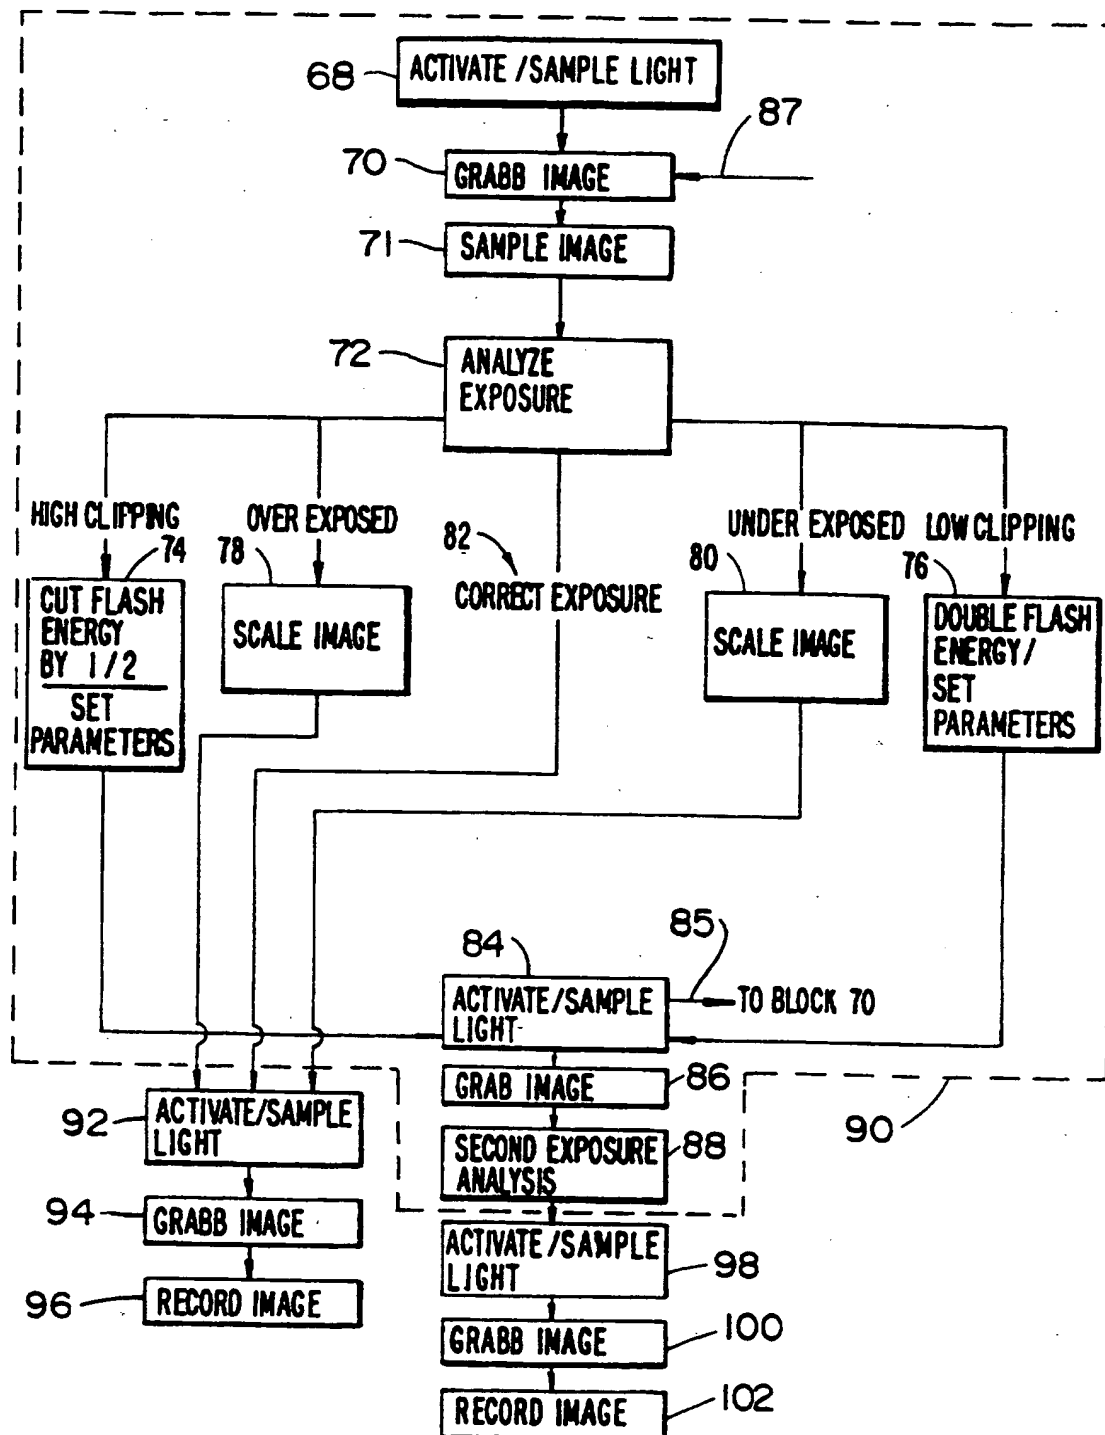 68
ACTIVATE/SAMPLE LIGHT
87
70
GRABB IMAGE
71
SAMPLE IMAGE
72
ANALYZE
EXPOSURE
HIGH CLIPPING
OVER EXPOSED
82
CORRECT EXPOSURE
UNDER EXPOSED
LOW CLIPPING
74
CUT FLASH
ENERGY
BY 1/2
SET
PARAMETERS
78
SCALE IMAGE
80
SCALE IMAGE
76
DOUBLE FLASH
ENERGY/
SET
PARAMETERS
84
ACTIVATE/SAMPLE
LIGHT
85
TO BLOCK 70
GRAB IMAGE
86
SECOND EXPOSURE
ANALYSIS
88
90
92
ACTIVATE/SAMPLE
LIGHT
94
GRABB IMAGE
96
RECORD IMAGE
ACTIVATE/SAMPLE
LIGHT
98
GRABB IMAGE
100
RECORD IMAGE
102